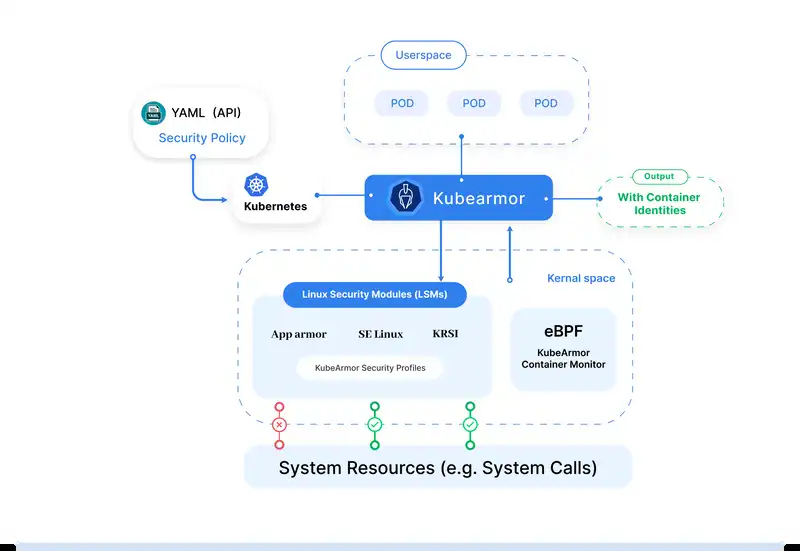 Userspace
POD
POD
POD
YAML (API)
Security Policy
YAML
Kubernetes
Kubearmor
Output
With Container
Identities
Kernal space
Linux Security Modules (LSMs)
App armor
SE Linux
KRSI
KubeArmor Security Profiles
eBPF
KubeArmor
Container Monitor
System Resources (e.g. System Calls)